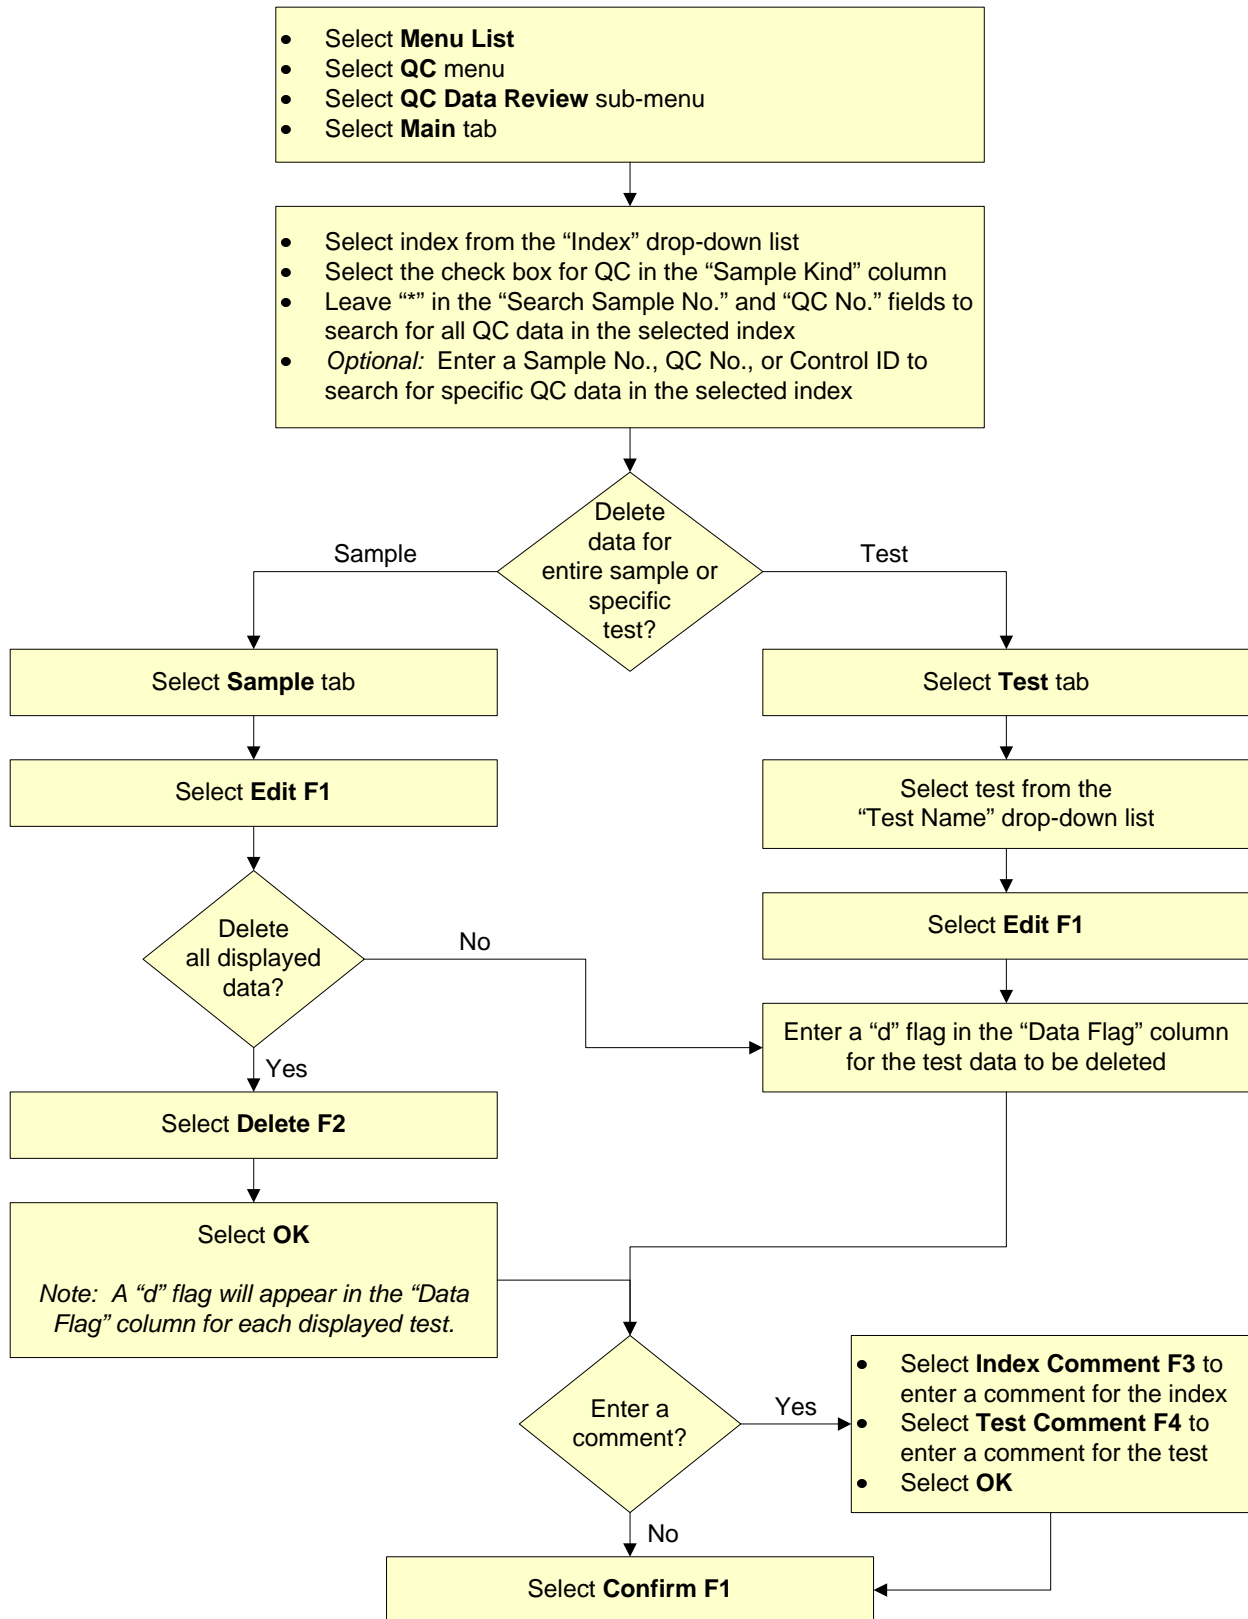 • Select Menu List
• Select QC menu
• Select QC Data Review sub-menu
• Select Main tab
• Select index from the “Index” drop-down list
• Select the check box for QC in the “Sample Kind” column
• Leave “*” in the “Search Sample No.” and “QC No.” fields to
search for all QC data in the selected index
• Optional: Enter a Sample No., QC No., or Control ID to
search for specific QC data in the selected index
Delete
data for
entire sample or
specific
test?
Sample
Test
Select Sample tab
Select Test tab
Select Edit F1
Select test from the
“Test Name” drop-down list
Delete
all displayed
data?
No
Select Edit F1
Enter a “d” flag in the “Data Flag” column
for the test data to be deleted
Yes
Select Delete F2
Select OK
Note: A “d” flag will appear in the “Data
Flag” column for each displayed test.
Enter a
comment?
Yes
• Select Index Comment F3 to
enter a comment for the index
• Select Test Comment F4 to
enter a comment for the test
• Select OK
No
Select Confirm F1